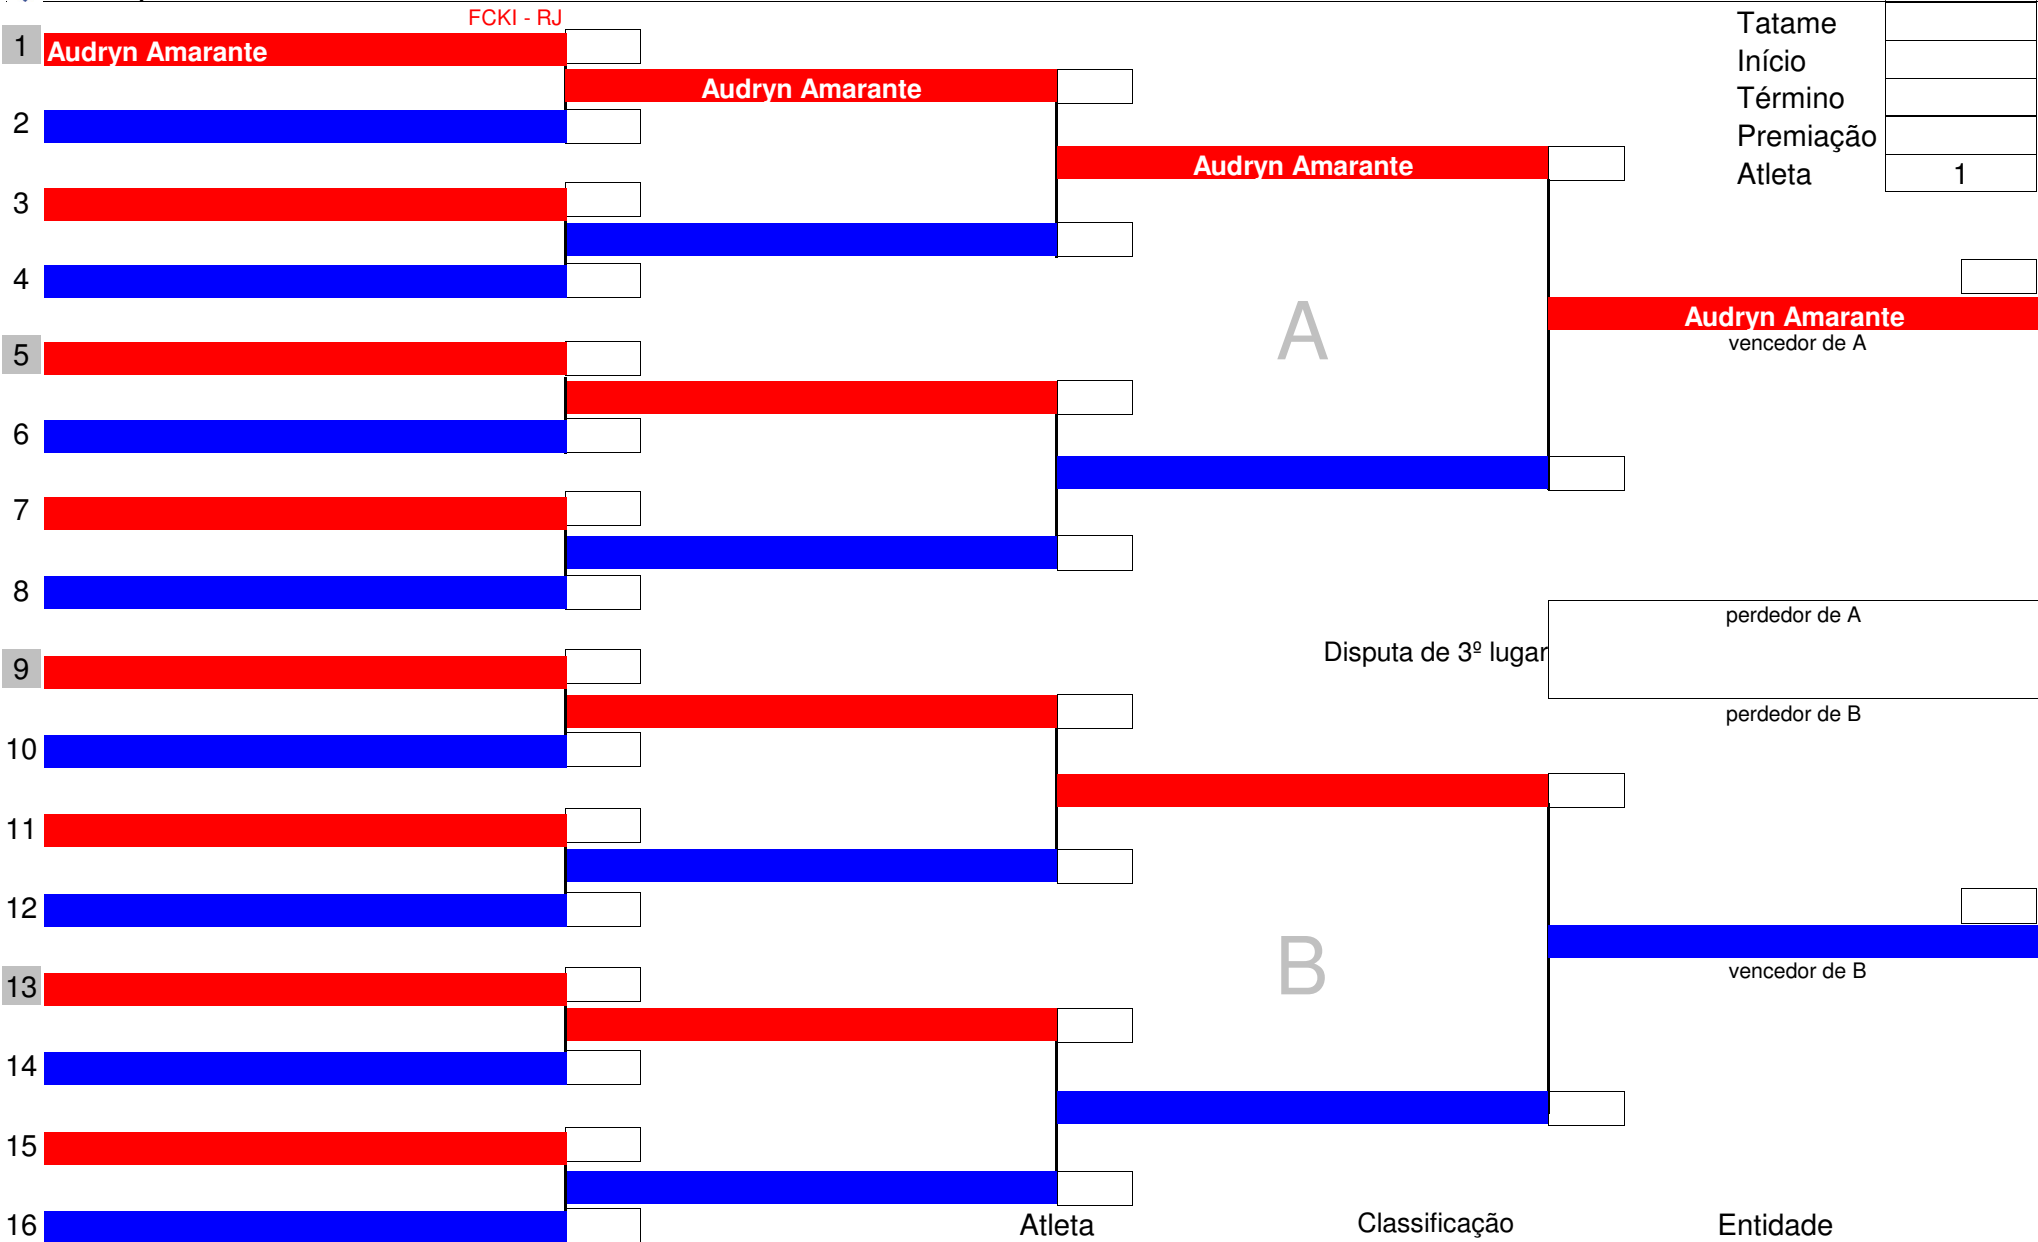 FCKI - RJ
Tatame
1 Audryn Amarante
Início
Audryn Amarante
Término
2
Premiação
Audryn Amarante
Atleta 1
3
4
A
Audryn Amarante
vencedor de A
5
6
7
8
perdedor de A
Disputa de 3º lugar
9
perdedor de B
10
11
12
B
vencedor de B
13
14
15
16
Atleta Classificação Entidade